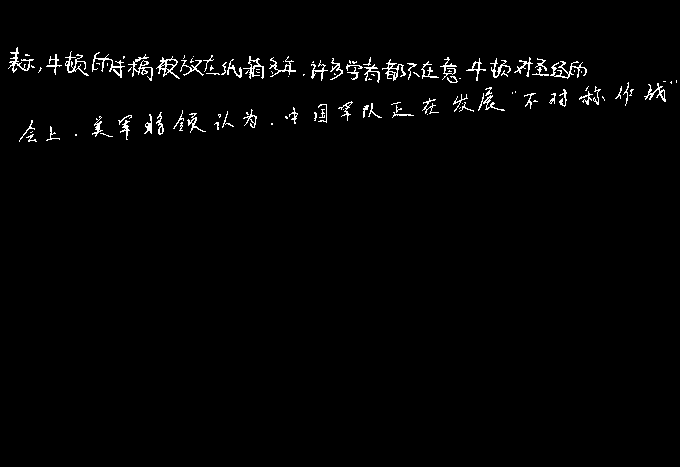 表示,牛顿的手稿被放在纸箱多年.许多学者都不在意牛顿对圣经的
会上.美军将领认为.中国军队正在发展"不对称作战"